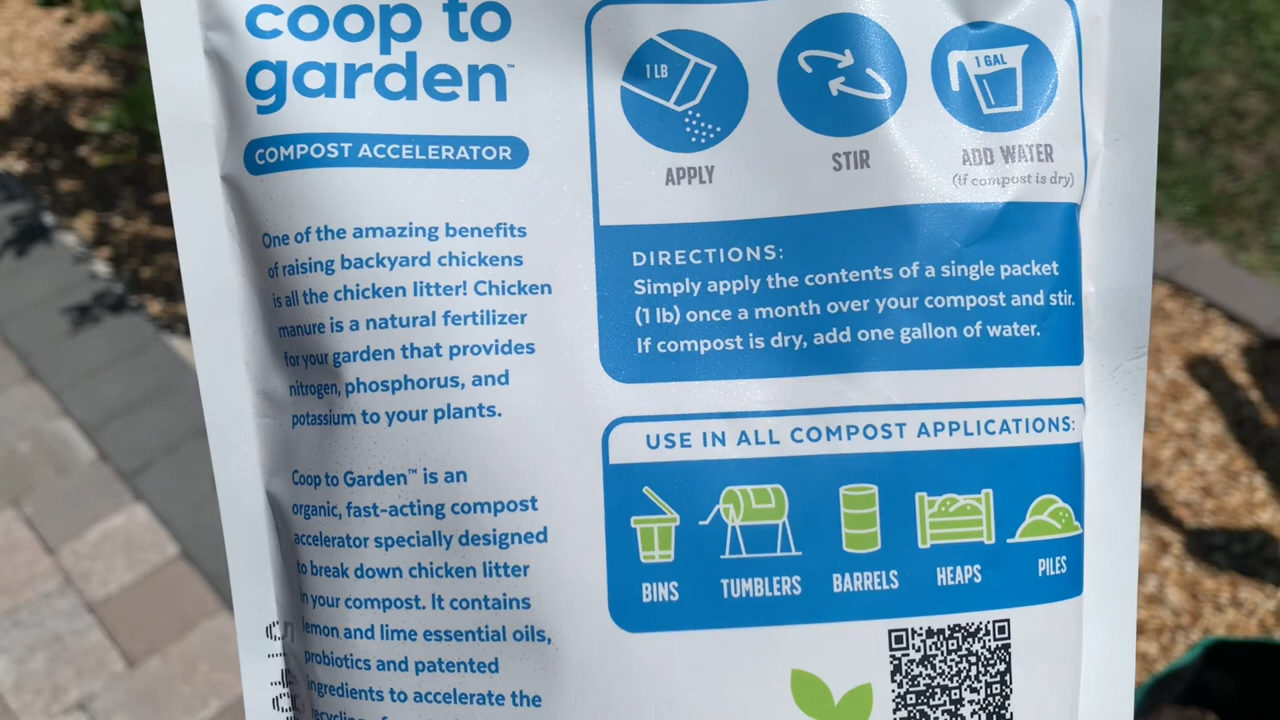 coop to
garden™
COMPOST ACCELERATOR
One of the amazing benefits
of raising backyard chickens
is all the chicken litter! Chicken
manure is a natural fertilizer
for your garden that provides
nitrogen, phosphorus, and
potassium to your plants.
Coop to Garden™ is an
organic, fast-acting compost
accelerator specially designed
to break down chicken litter
in your compost. It contains
lemon and lime essential oils,
probiotics and patented
ingredients to accelerate the
1 LB
APPLY
STIR
1 GAL
ADD WATER
(if compost is dry)
DIRECTIONS:
Simply apply the contents of a single packet
(1 lb) once a month over your compost and stir.
If compost is dry, add one gallon of water.
USE IN ALL COMPOST APPLICATIONS:
BINS
TUMBLERS
BARRELS
HEAPS
PILES